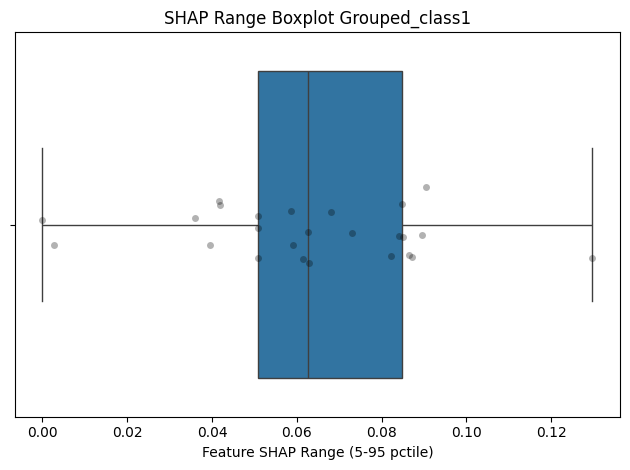 SHAP Range Boxplot Grouped_class1
0.00 0.02 0.04 0.06 0.08 0.10 0.12
Feature SHAP Range (5-95 pctile)